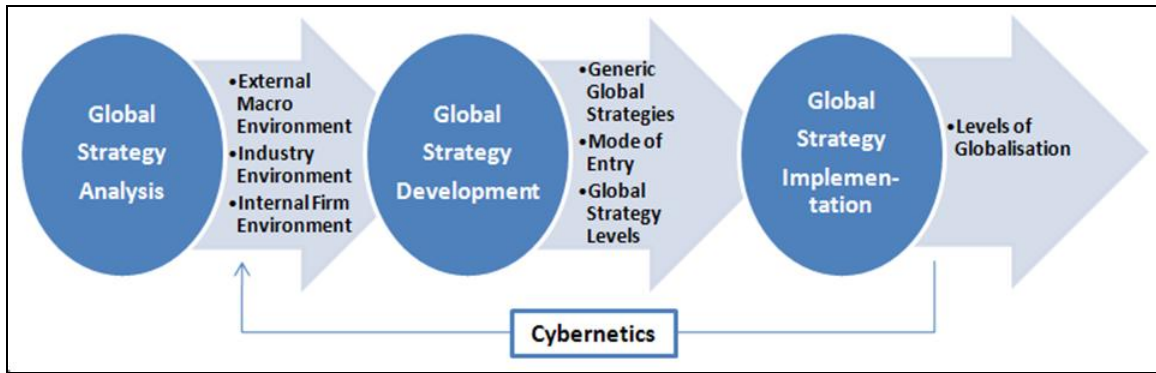 Global
Strategy
Analysis
•External
Macro
Environment
•Industry
Environment
•Internal Firm
Environment
Global
Strategy
Development
•Generic
Global
Strategies
•Mode of
Entry
•Global
Strategy
Levels
Global
Strategy
Implemen-
tation
•Levels of
Globalisation
Cybernetics